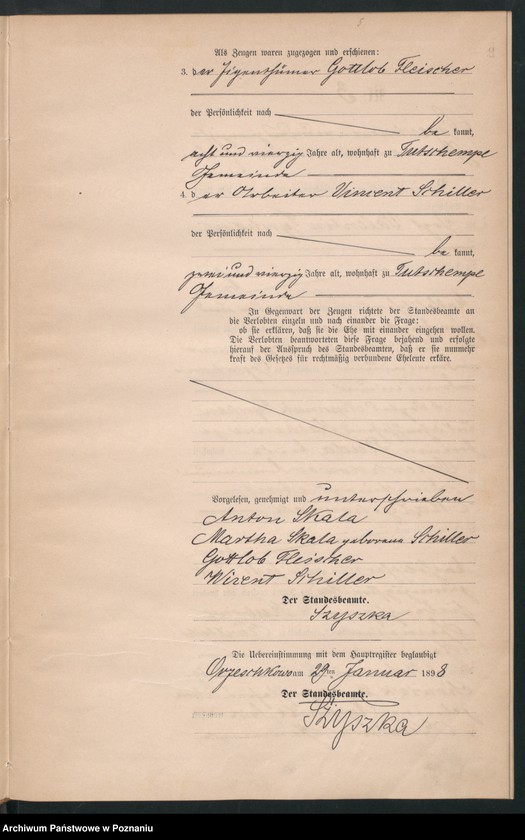 Als Zeugen waren zugezogen und erschienen:
3. der Eigenthümer Gottlob Fleischer
der Persönlichkeit nach
be kannt,
acht und vierzig Jahre alt, wohnhaft zu Tutschempe
Gemeinde
4. der Arbeiter Vincent Schiller
der Persönlichkeit nach
be kannt,
zwei und vierzig Jahre alt, wohnhaft zu Tutschempe
Gemeinde
In Gegenwart der Zeugen richtete der Standesbeamte an
die Verlobten einzeln und nach einander die Frage:
ob sie erklären, daß sie die Ehe mit einander eingehen wollen.
Die Verlobten beantworteten diese Frage bejahend und erfolgte
hierauf der Ausspruch des Standesbeamten, daß er sie nunmehr
kraft des Gesetzes für rechtmäßig verbundene Eheleute erkläre.
Vorgelesen, genehmigt und unterschrieben
Anton Skala
Martha Skala geborene Schiller
Gottlob Fleischer
Wizent Schiller
Der Standesbeamte.
Szyszka
Die Uebereinstimmung mit dem Hauptregister beglaubigt
Orzeschkowo am 29ten Januar 1898
Der Standesbeamte.
Szyszka
Archiwum Państwowe w Poznaniu